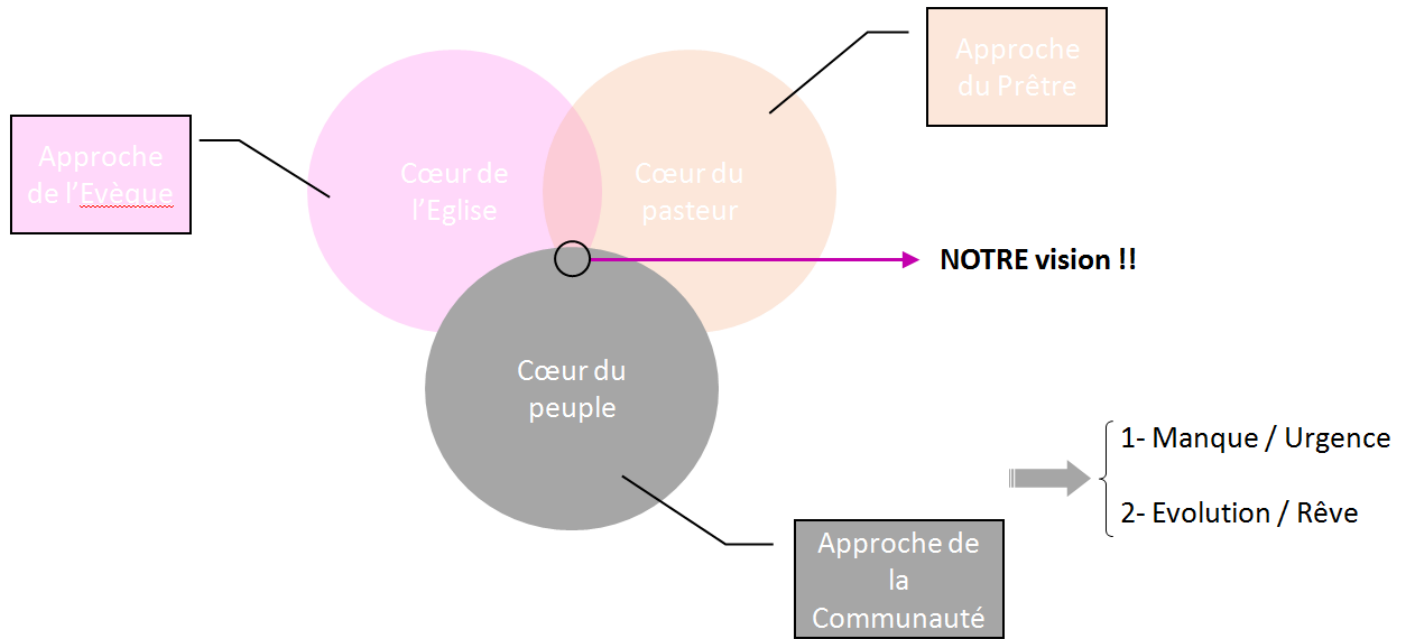 Approche
du Prêtre
Approche
de l'Evèque
Cœur de
l'Eglise
Cœur du
pasteur
NOTRE vision !!
Cœur du
peuple
1- Manque / Urgence
2- Evolution / Rêve
Approche de
la
Communauté